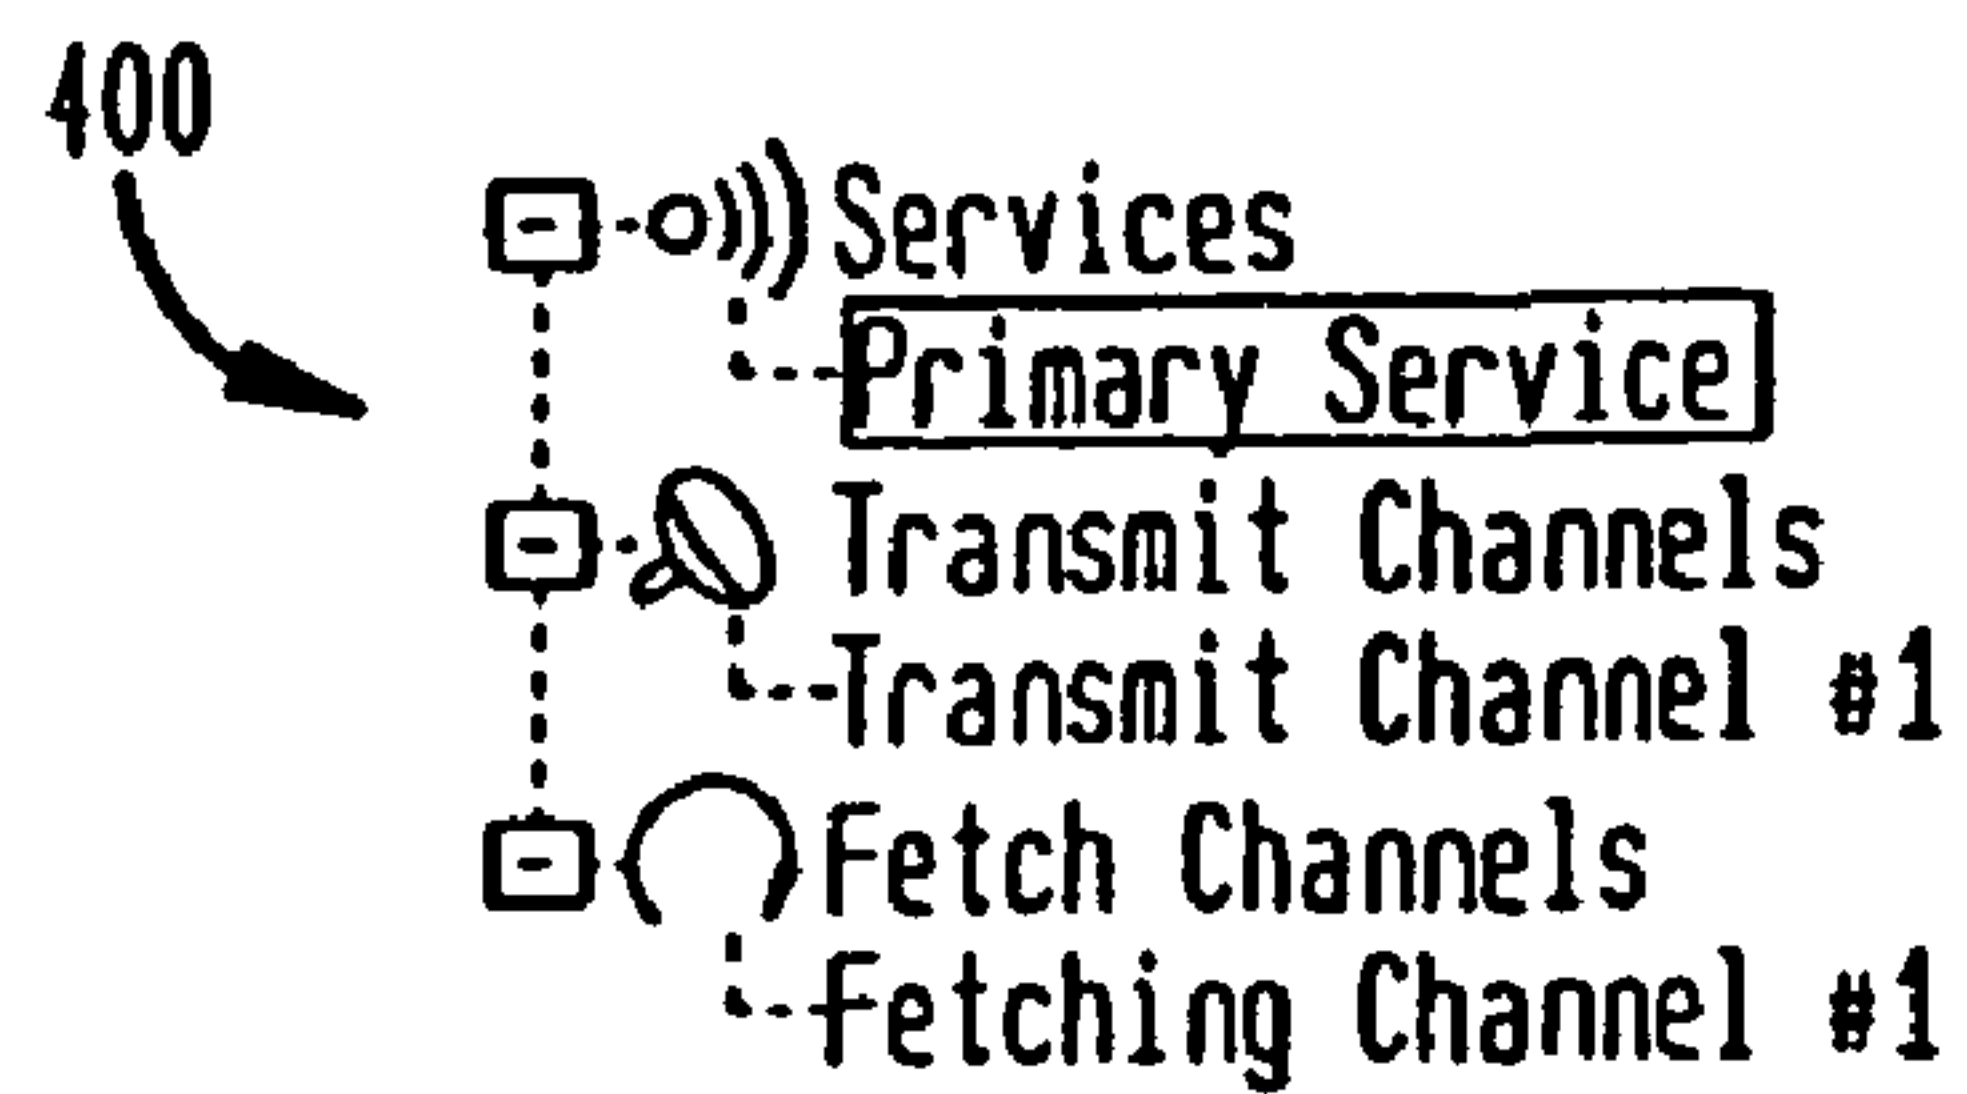 400
Services
Primary Service
Transmit Channels
Transmit Channel #1
Fetch Channels
Fetching Channel #1